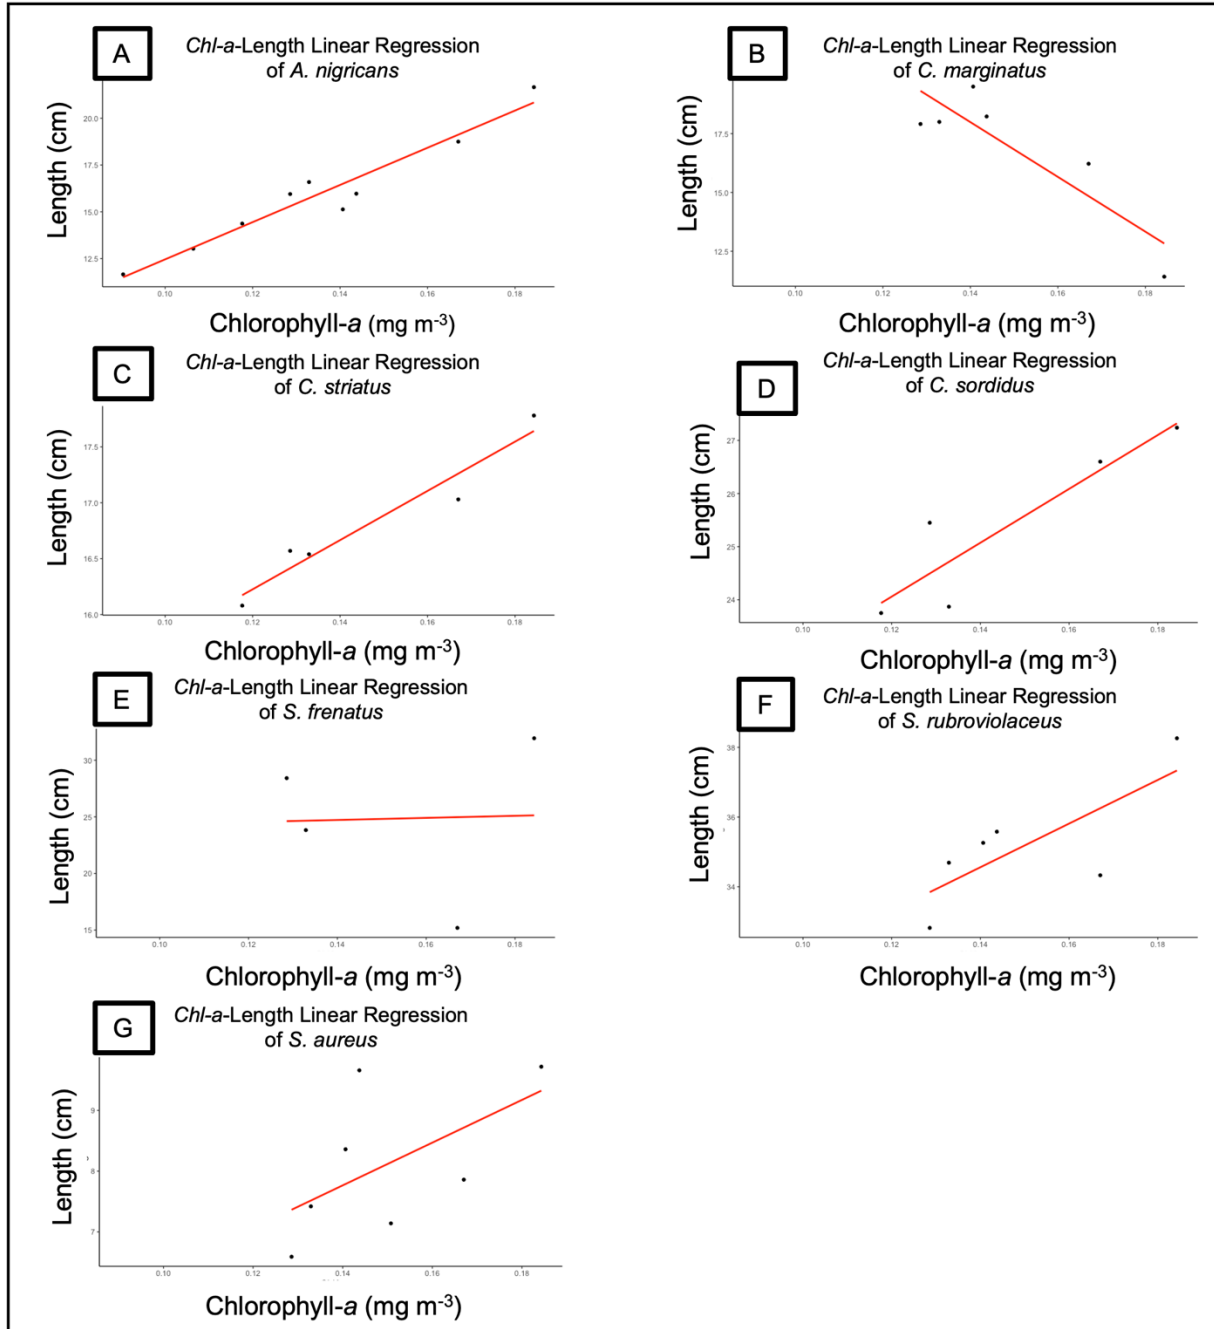 A
Chl-a-Length Linear Regression
of A. nigricans
Length (cm)
20.0
17.5
15.0
12.5
0.10 0.12 0.14 0.16 0.18
Chlorophyll-a (mg m-3)
B
Chl-a-Length Linear Regression
of C. marginatus
Length (cm)
17.5
15.0
12.5
0.10 0.12 0.14 0.16 0.18
Chlorophyll-a (mg m-3)
C
Chl-a-Length Linear Regression
of C. striatus
Length (cm)
17.5
17.0
16.5
16.0
0.10 0.12 0.14 0.16 0.18
Chlorophyll-a (mg m-3)
D
Chl-a-Length Linear Regression
of C. sordidus
Length (cm)
27
26
25
24
0.10 0.12 0.14 0.16 0.18
Chlorophyll-a (mg m-3)
E
Chl-a-Length Linear Regression
of S. frenatus
Length (cm)
30
25
20
15
0.10 0.12 0.14 0.16 0.18
Chlorophyll-a (mg m-3)
F
Chl-a-Length Linear Regression
of S. rubroviolaceus
Length (cm)
38
36
34
0.10 0.12 0.14 0.16 0.18
Chlorophyll-a (mg m-3)
G
Chl-a-Length Linear Regression
of S. aureus
Length (cm)
9
8
7
0.10 0.12 0.14 0.16 0.18
Chlorophyll-a (mg m-3)